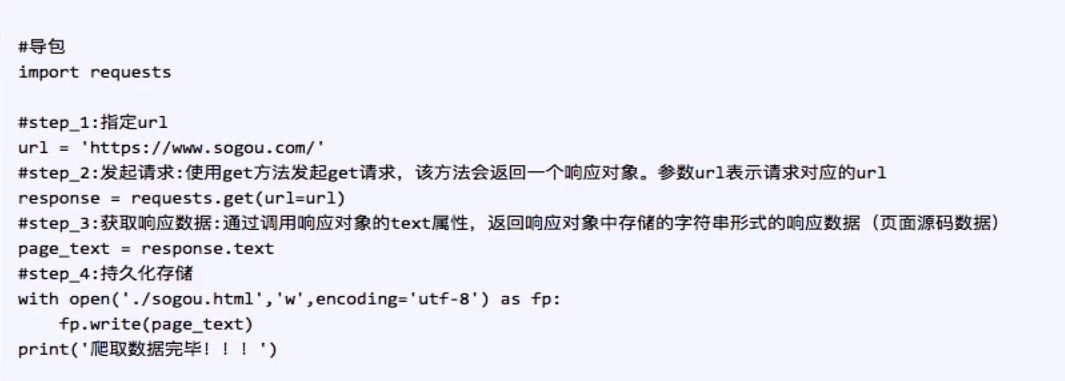 #导包
import requests
#step_1:指定url
url = 'https://www.sogou.com/'
#step_2:发起请求:使用get方法发起get请求，该方法会返回一个响应对象。参数url表示请求对应的url
response = requests.get(url=url)
#step_3:获取响应数据:通过调用响应对象的text属性，返回响应对象中存储的字符串形式的响应数据（页面源码数据）
page_text = response.text
#step_4:持久化存储
with open('./sogou.html','w',encoding='utf-8') as fp:
    fp.write(page_text)
print('爬取数据完毕！！！')